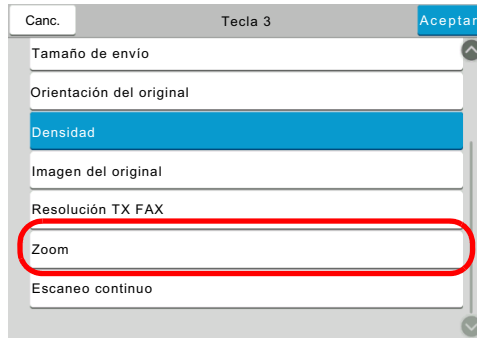 Canc. Tecla 3 Aceptar
Tamaño de envío
Orientación del original
Densidad
Imagen del original
Resolución TX FAX
Zoom
Escaneo continuo